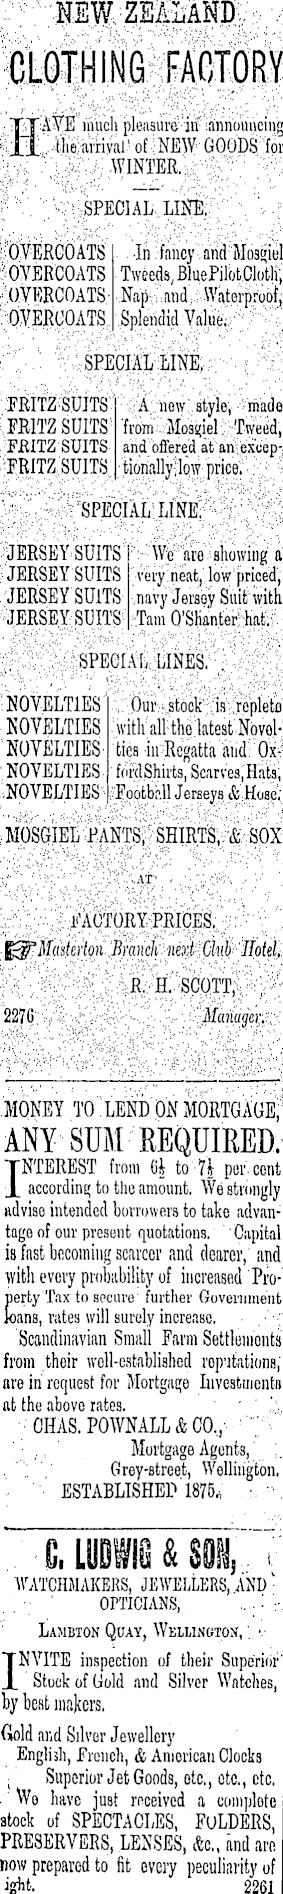 NEW ZEALAND
CLOTHING FACTORY
HAVE much pleasure in announcing
the arrival of NEW GOODS for
WINTER.
SPECIAL LINE.
OVERCOATS In fancy and Mosgiel
OVERCOATS Tweeds, Blue Pilot Cloth,
OVERCOATS Nap and Waterproof,
OVERCOATS Splendid Value.
SPECIAL LINE.
FRITZ SUITS A new style, made
FRITZ SUITS from Mosgiel Tweed,
FRITZ SUITS and offered at an excep-
FRITZ SUITS tionally low price.
SPECIAL LINE.
JERSEY SUITS We are showing a
JERSEY SUITS very neat, low priced,
JERSEY SUITS navy Jersey Suit with
JERSEY SUITS Tam O'Shanter hat.
SPECIAL LINES.
NOVELTIES Our stock is replete
NOVELTIES with all the latest Novel-
NOVELTIES ties in Regatta and Ox-
NOVELTIES ford Shirts, Scarves, Hats,
NOVELTIES Football Jerseys & Hose.
MOSGIEL PANTS, SHIRTS, & SOX
AT
FACTORY PRICES.
Masterton Branch next Club Hotel.
R. H. SCOTT,
2276 Manager.
MONEY TO LEND ON MORTGAGE,
ANY SUM REQUIRED.
INTEREST from 6½ to 7½ per cent
according to the amount. We strongly
advise intended borrowers to take advan-
tage of our present quotations. Capital
is fast becoming scarcer and dearer, and
with every probability of increased Pro-
perty Tax to secure further Government
loans, rates will surely increase.
Scandinavian Small Farm Settlements
from their well-established reputations,
are in request for Mortgage Investments
at the above rates.
CHAS. POWNALL & CO.,
Mortgage Agents,
Grey-street, Wellington.
ESTABLISHED 1875.
C. LUDWIG & SON,
WATCHMAKERS, JEWELLERS, AND
OPTICIANS,
LAMBTON QUAY, WELLINGTON,
INVITE inspection of their Superior
Stock of Gold and Silver Watches,
by best makers.
Gold and Silver Jewellery
English, French, & American Clocks
Superior Jet Goods, etc., etc., etc.
We have just received a complete
stock of SPECTACLES, FOLDERS,
PRESERVERS, LENSES, &c., and are
now prepared to fit every peculiarity of
ight. 2261